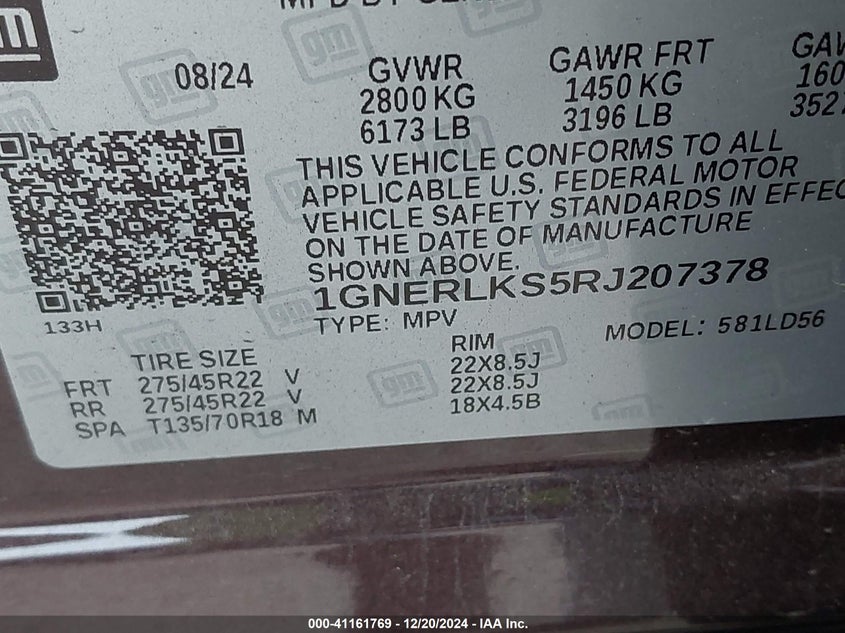 gm
08/24
GVWR
2800 KG
6173 LB
GAWR FRT
1450 KG
3196 LB
THIS VEHICLE CONFORMS TO ALL
APPLICABLE U.S. FEDERAL MOTOR
VEHICLE SAFETY STANDARDS IN
ON THE DATE OF MANUFACTURE
SHOWN ABOVE.
1GNERLKS5RJ207378
133H
TYPE: MPV
MODEL: 581LD56
TIRE SIZE RIM
FRT 275/45R22 V 22X8.5J
RR 275/45R22 V 22X8.5J
SPA T135/70R18 M 18X4.5B
000-41161769 - 12/20/2024 - IAA Inc.